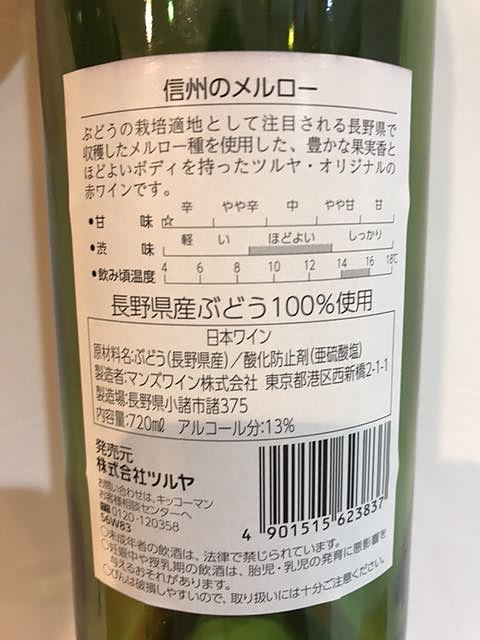 信州のメルロー
ぶどうの栽培適地として注目される長野県で
収穫したメルロー種を使用した、豊かな果実香と
ほどよいボディを持ったツルヤ・オリジナルの
赤ワインです。
辛 やや辛 中 やや甘 甘
●甘 味 ☆
軽い ほどよい しっかり
●渋 味
4 6 8 10 12 14 16 18℃
●飲み頃温度
長野県産ぶどう100%使用
日本ワイン
原材料名:ぶどう(長野県産)/酸化防止剤(亜硫酸塩)
製造者:マンズワイン株式会社 東京都港区西新橋2-1-1
製造場:長野県小諸市諸375
内容量:720㎖ アルコール分:13%
発売元
株式会社ツルヤ
お問い合わせは、キッコーマン
お客様相談センターへ
0120-120358
56W83
4 901515 623837
○未成年者の飲酒は、法律で禁じられています。
○妊娠中や授乳期の飲酒は、胎児・乳児の発育に悪影響を
与えるおそれがあります。
○びんは破損しやすいので、取り扱いには十分ご注意ください。